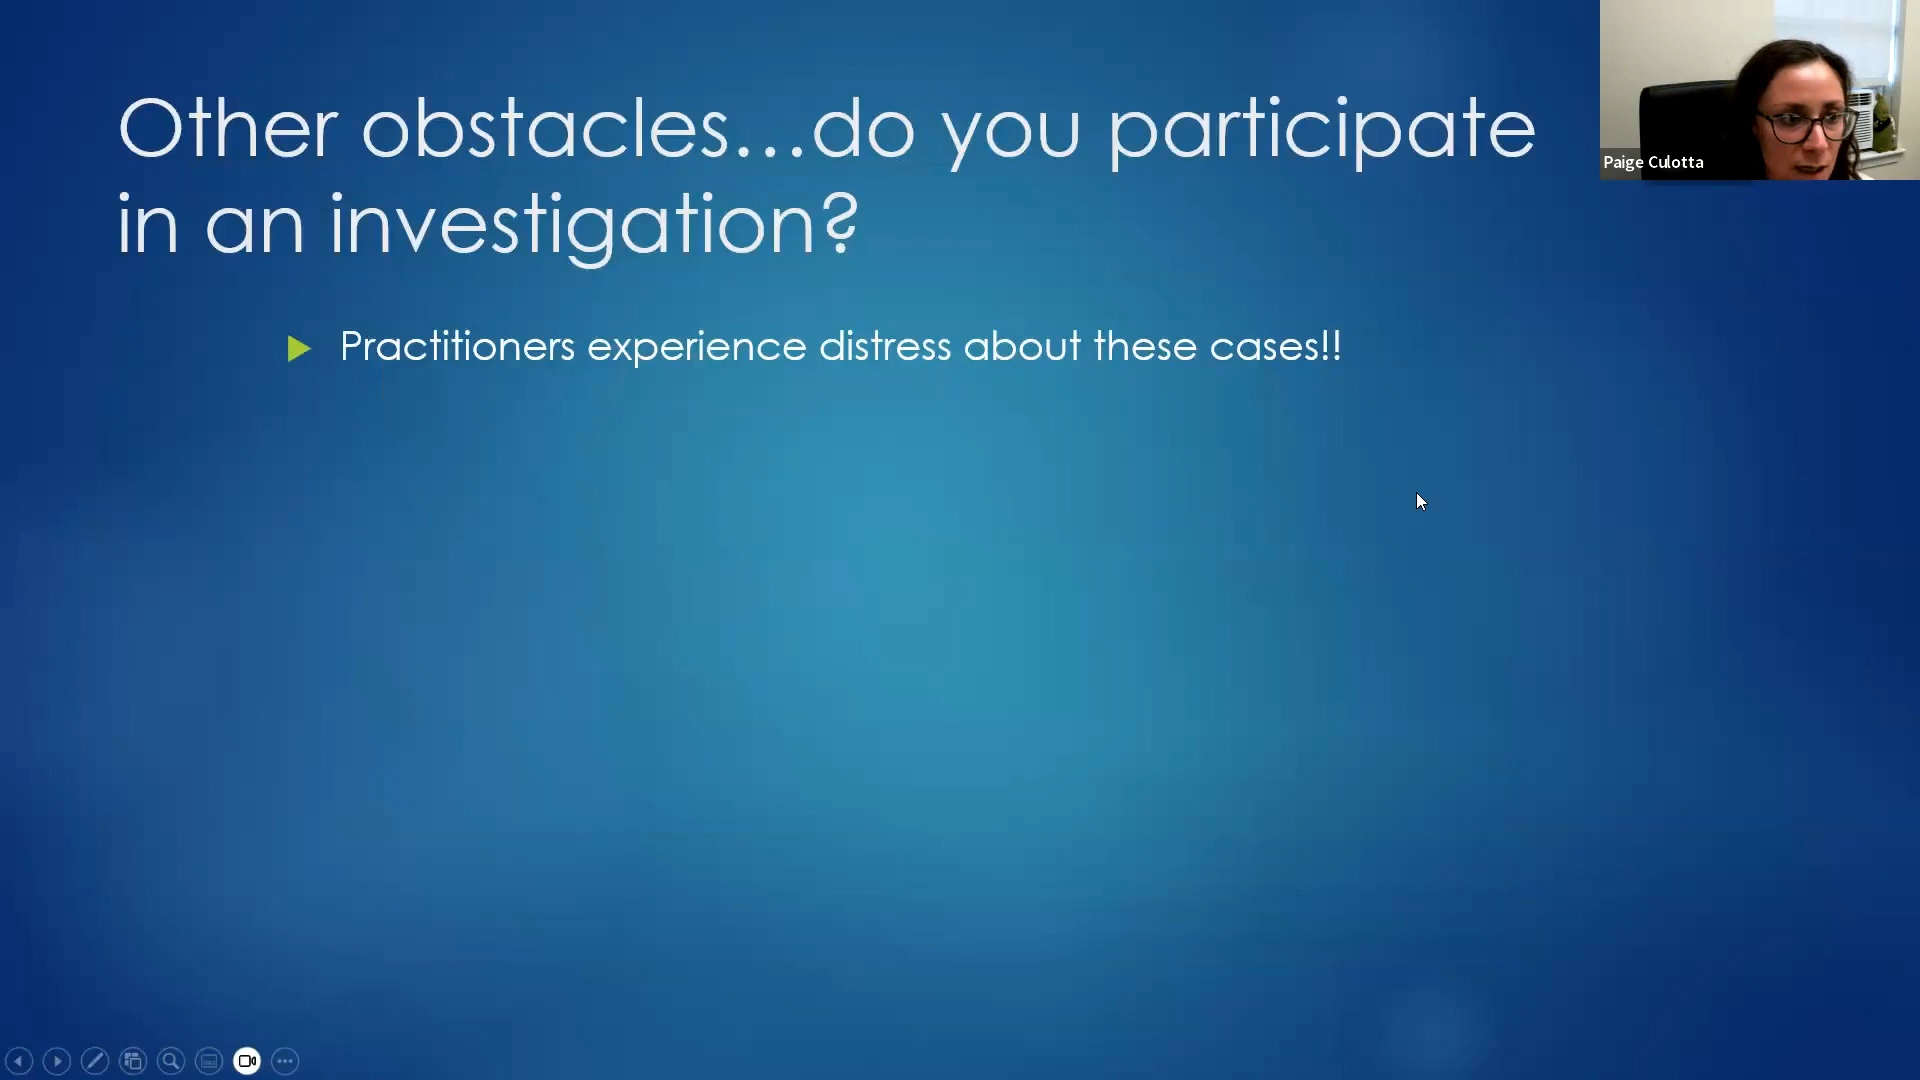 Other obstacles...do you participate
in an investigation?
Practitioners experience distress about these cases!!
Paige Culotta